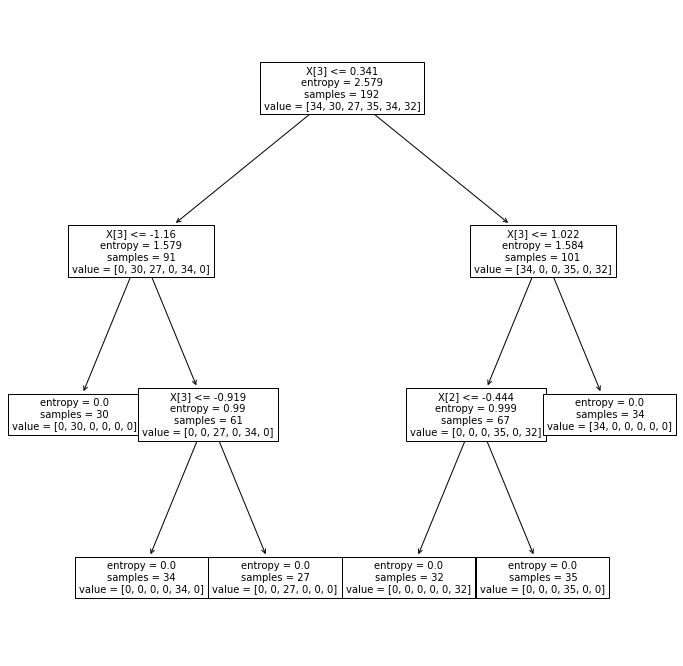 X[3] <= 0.341
entropy = 2.579
samples = 192
value = [34, 30, 27, 35, 34, 32]
X[3] <= -1.16
entropy = 1.579
samples = 91
value = [0, 30, 27, 0, 34, 0]
X[3] <= 1.022
entropy = 1.584
samples = 101
value = [34, 0, 0, 35, 0, 32]
entropy = 0.0
samples = 30
value = [0, 30, 0, 0, 0, 0]
X[3] <= -0.919
entropy = 0.99
samples = 61
value = [0, 0, 27, 0, 34, 0]
X[2] <= -0.444
entropy = 0.999
samples = 67
value = [0, 0, 0, 35, 0, 32]
entropy = 0.0
samples = 34
value = [34, 0, 0, 0, 0, 0]
entropy = 0.0
samples = 34
value = [0, 0, 0, 0, 34, 0]
entropy = 0.0
samples = 27
value = [0, 0, 27, 0, 0, 0]
entropy = 0.0
samples = 32
value = [0, 0, 0, 0, 0, 32]
entropy = 0.0
samples = 35
value = [0, 0, 0, 35, 0, 0]